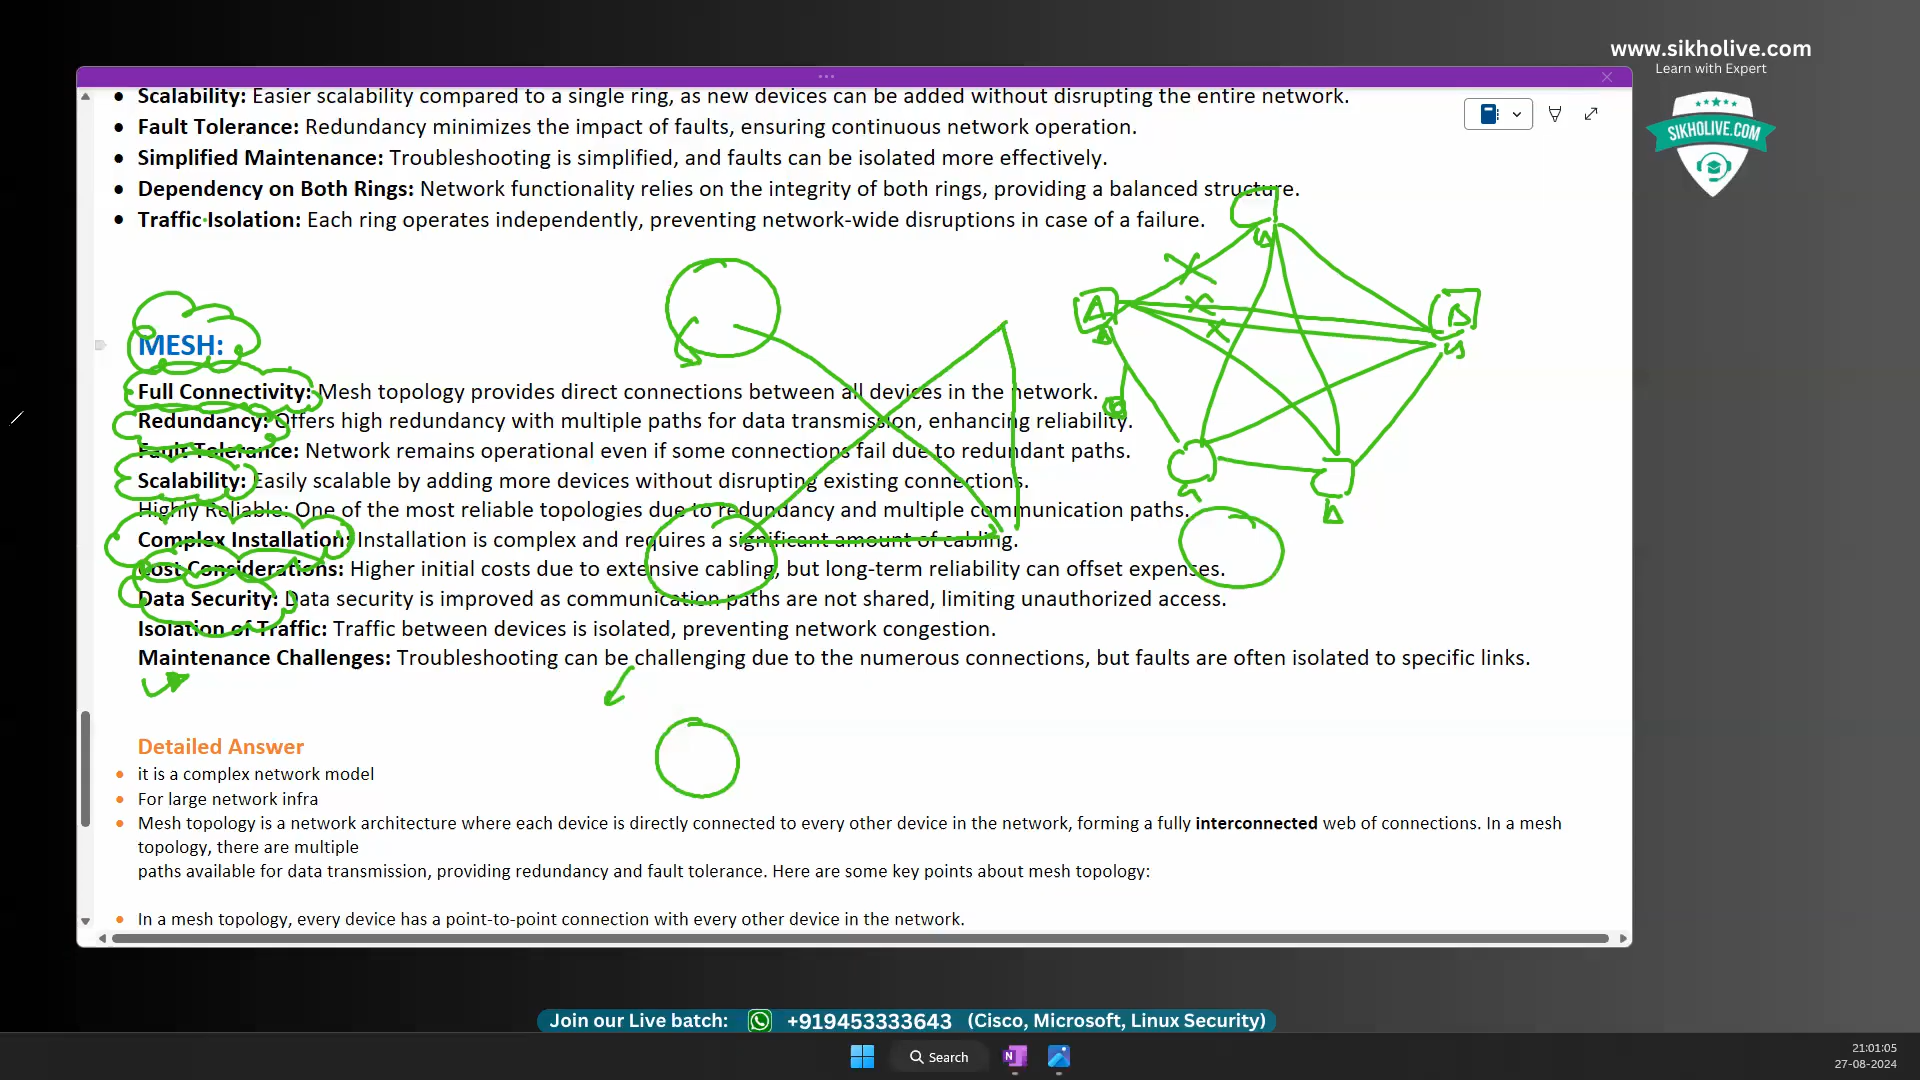 www.sikholive.com
Learn with Expert
SIKHOLIVE.COM
Scalability: Easier scalability compared to a single ring, as new devices can be added without disrupting the entire network.
Fault Tolerance: Redundancy minimizes the impact of faults, ensuring continuous network operation.
Simplified Maintenance: Troubleshooting is simplified, and faults can be isolated more effectively.
Dependency on Both Rings: Network functionality relies on the integrity of both rings, providing a balanced structure.
Traffic Isolation: Each ring operates independently, preventing network-wide disruptions in case of a failure.
MESH:
Full Connectivity: Mesh topology provides direct connections between all devices in the network.
Redundancy: Offers high redundancy with multiple paths for data transmission, enhancing reliability.
Fault Tolerance: Network remains operational even if some connections fail due to redundant paths.
Scalability: Easily scalable by adding more devices without disrupting existing connections.
Highly Reliable: One of the most reliable topologies due to redundancy and multiple communication paths.
Complex Installation: Installation is complex and requires a significant amount of cabling.
Cost Considerations: Higher initial costs due to extensive cabling, but long-term reliability can offset expenses.
Data Security: Data security is improved as communication paths are not shared, limiting unauthorized access.
Isolation of Traffic: Traffic between devices is isolated, preventing network congestion.
Maintenance Challenges: Troubleshooting can be challenging due to the numerous connections, but faults are often isolated to specific links.
Detailed Answer
it is a complex network model
For large network infra
Mesh topology is a network architecture where each device is directly connected to every other device in the network, forming a fully interconnected web of connections. In a mesh
topology, there are multiple
paths available for data transmission, providing redundancy and fault tolerance. Here are some key points about mesh topology:
In a mesh topology, every device has a point-to-point connection with every other device in the network.
Join our Live batch: +919453333643 (Cisco, Microsoft, Linux Security)
Search
21:01:05
27-08-2024